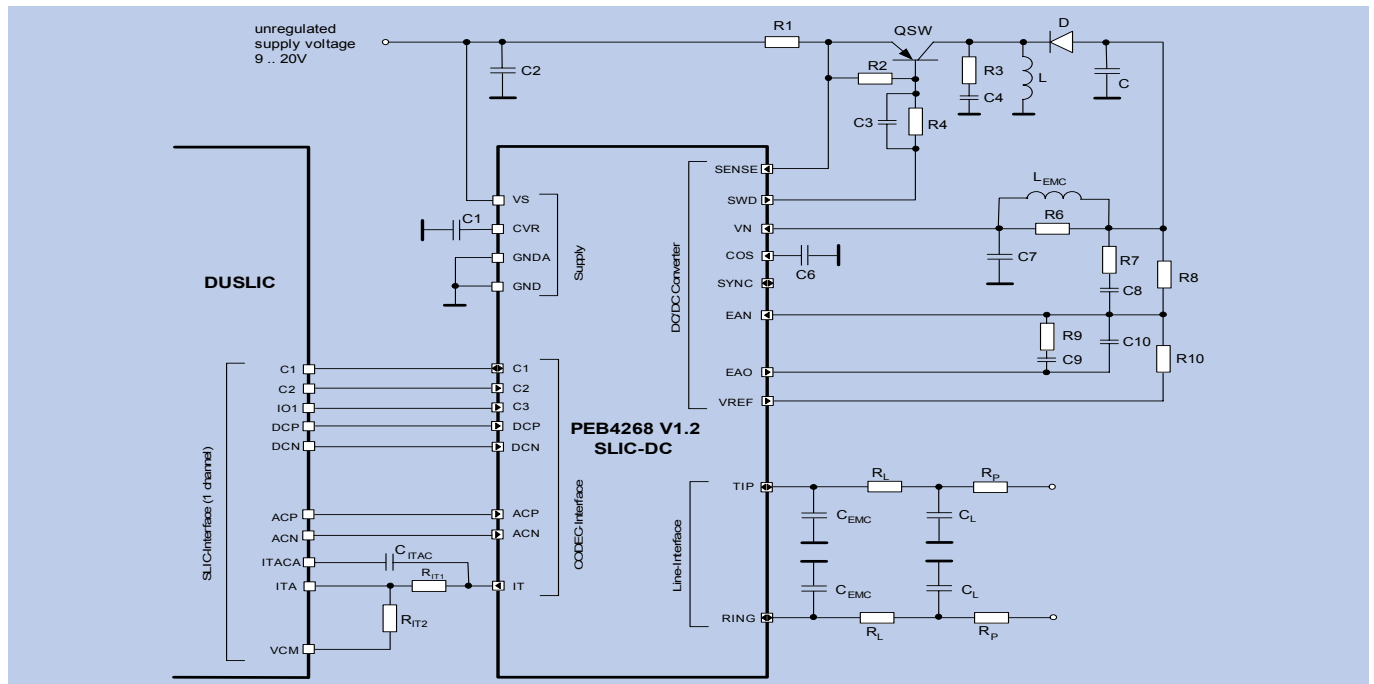 unregulated
supply voltage
9 .. 20V
C2
R1
QSW
D
R2
R3
L
C
C4
C3
R4
DUSLIC
SLIC-Interface (1 channel)
C1
C2
IO1
DCP
DCN
ACP
ACN
ITACA
ITA
VCM
C1
CITAC
RIT1
RIT2
VS
CVR
GNDA
GND
Supply
C1
C2
C3
DCP
DCN
ACP
ACN
IT
CODEC-Interface
PEB4268 V1.2
SLIC-DC
DC/DC Converter
SENSE
SWD
VN
COS
SYNC
EAN
EAO
VREF
Line-Interface
TIP
RING
LEMC
R6
C7
R7
C8
R8
C6
R9
C9
C10
R10
RL
RP
CEMC
CL
CEMC
CL
RL
RP